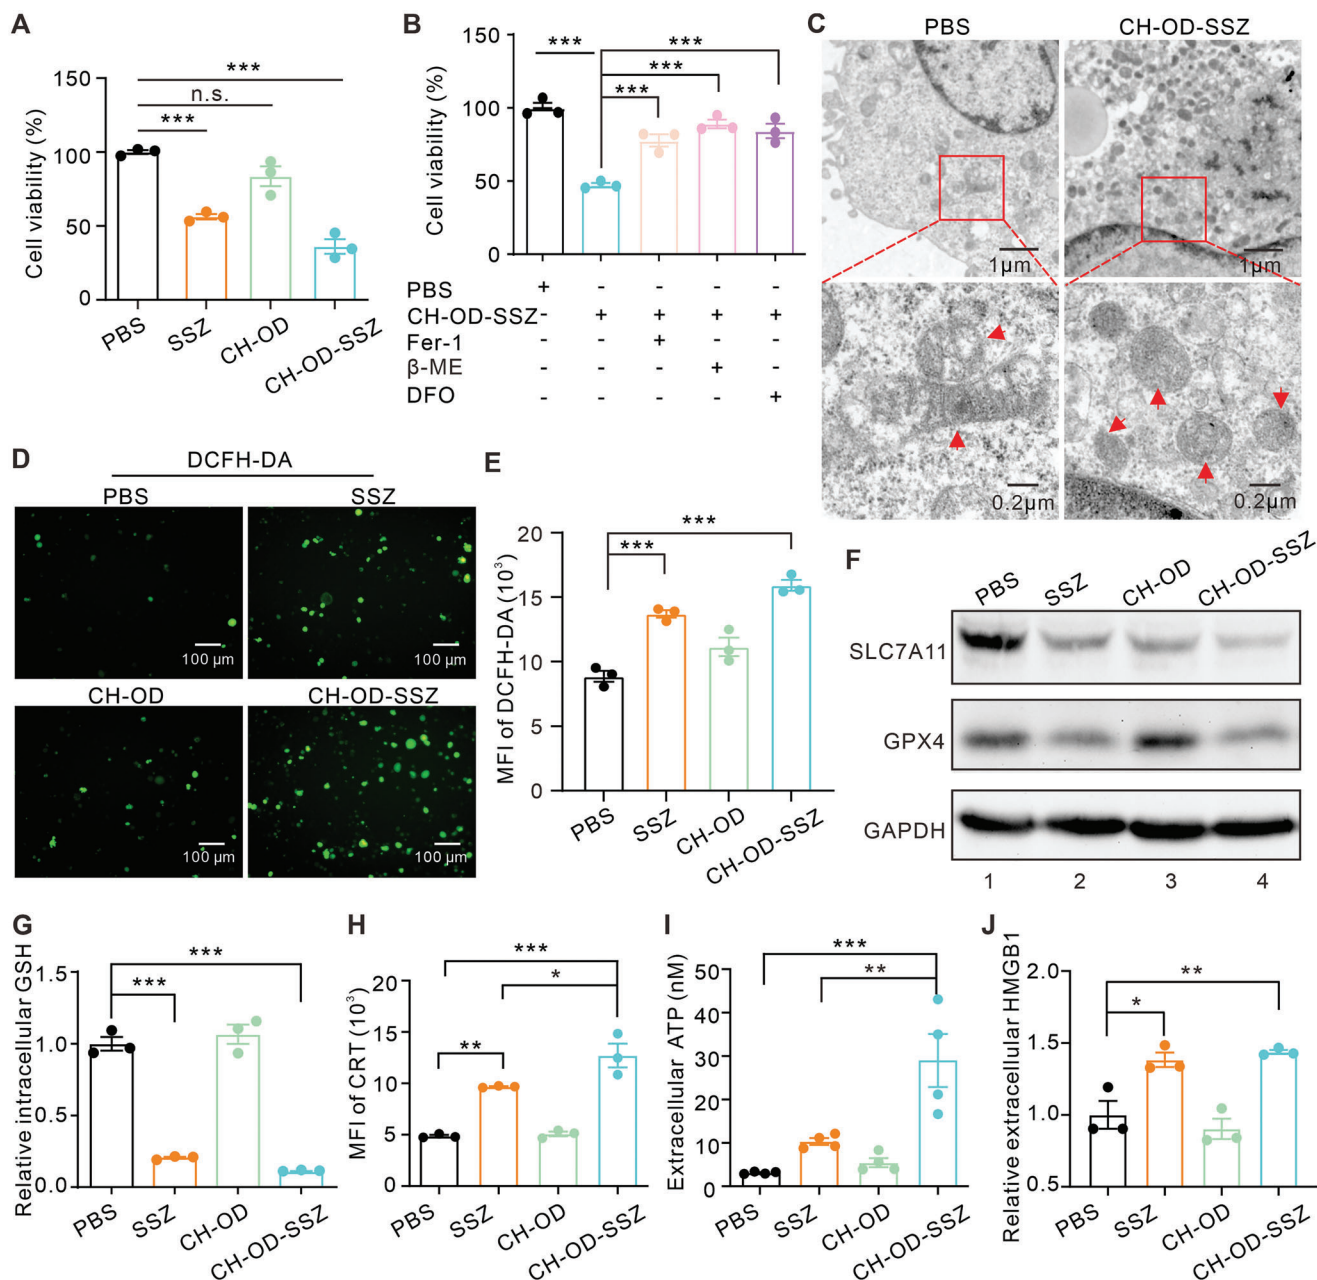 A
150
100
50
0
Cell viability (%)
***
n.s.
***
PBS
SSZ
CH-OD
CH-OD-SSZ
B
150
100
50
0
Cell viability (%)
*** ***
***
***
PBS + - - - -
CH-OD-SSZ - + + + +
Fer-1 - - + - -
β-ME - - - + -
DFO - - - - +
C
PBS CH-OD-SSZ
1μm 1μm
0.2μm 0.2μm
D
DCFH-DA
PBS SSZ
100 μm 100 μm
CH-OD CH-OD-SSZ
100 μm 100 μm
E
20
15
10
5
0
MFI of DCFH-DA (10³)
***
***
PBS
SSZ
CH-OD
CH-OD-SSZ
F
PBS SSZ CH-OD CH-OD-SSZ
SLC7A11
GPX4
GAPDH
1 2 3 4
G
1.5
1.0
0.5
0.0
Relative intracellular GSH
***
***
PBS
SSZ
CH-OD
CH-OD-SSZ
H
20
15
10
5
0
MFI of CRT (10³)
***
*
**
PBS
SSZ
CH-OD
CH-OD-SSZ
I
50
40
30
20
10
0
Extracellular ATP (nM)
***
**
PBS
SSZ
CH-OD
CH-OD-SSZ
J
2.0
1.5
1.0
0.5
Relative extracellular HMGB1
**
*
PBS
SSZ
CH-OD
CH-OD-SSZ